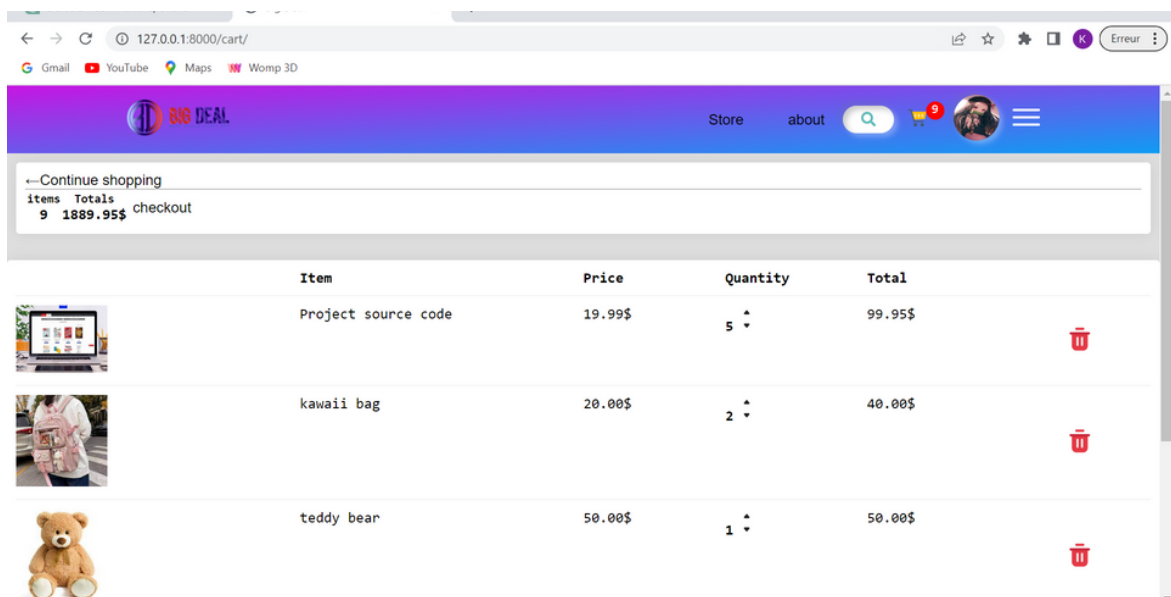 127.0.0.1:8000/cart/
K Erreur
Gmail YouTube Maps Womp 3D
BIG DEAL
Store about 9
←Continue shopping
items Totals
9 1889.95$ checkout
Item Price Quantity Total
Project source code 19.99$ 5 99.95$
kawaii bag 20.00$ 2 40.00$
teddy bear 50.00$ 1 50.00$